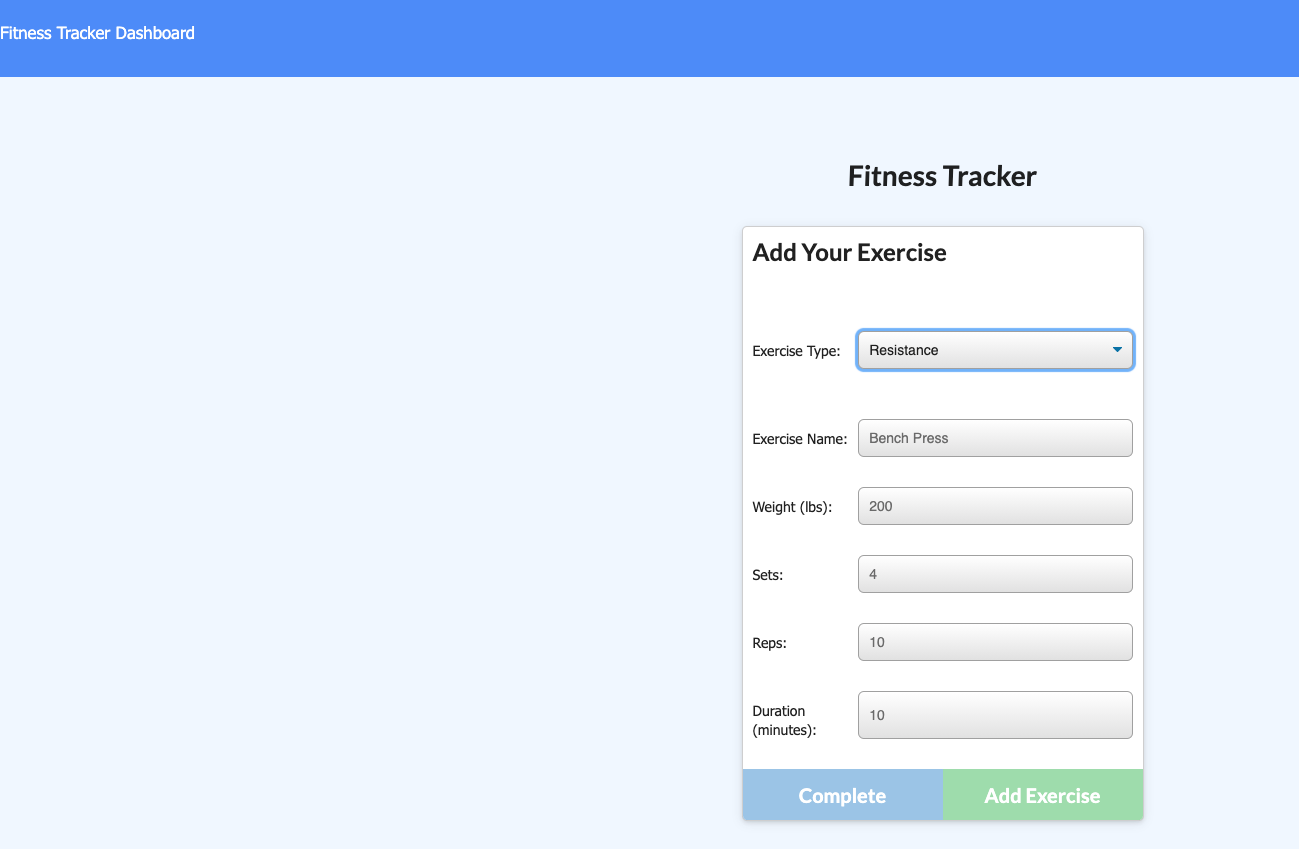 Fitness Tracker Dashboard
Fitness Tracker
Add Your Exercise
Exercise Type: Resistance
Exercise Name: Bench Press
Weight (lbs): 200
Sets: 4
Reps: 10
Duration
(minutes): 10
Complete Add Exercise